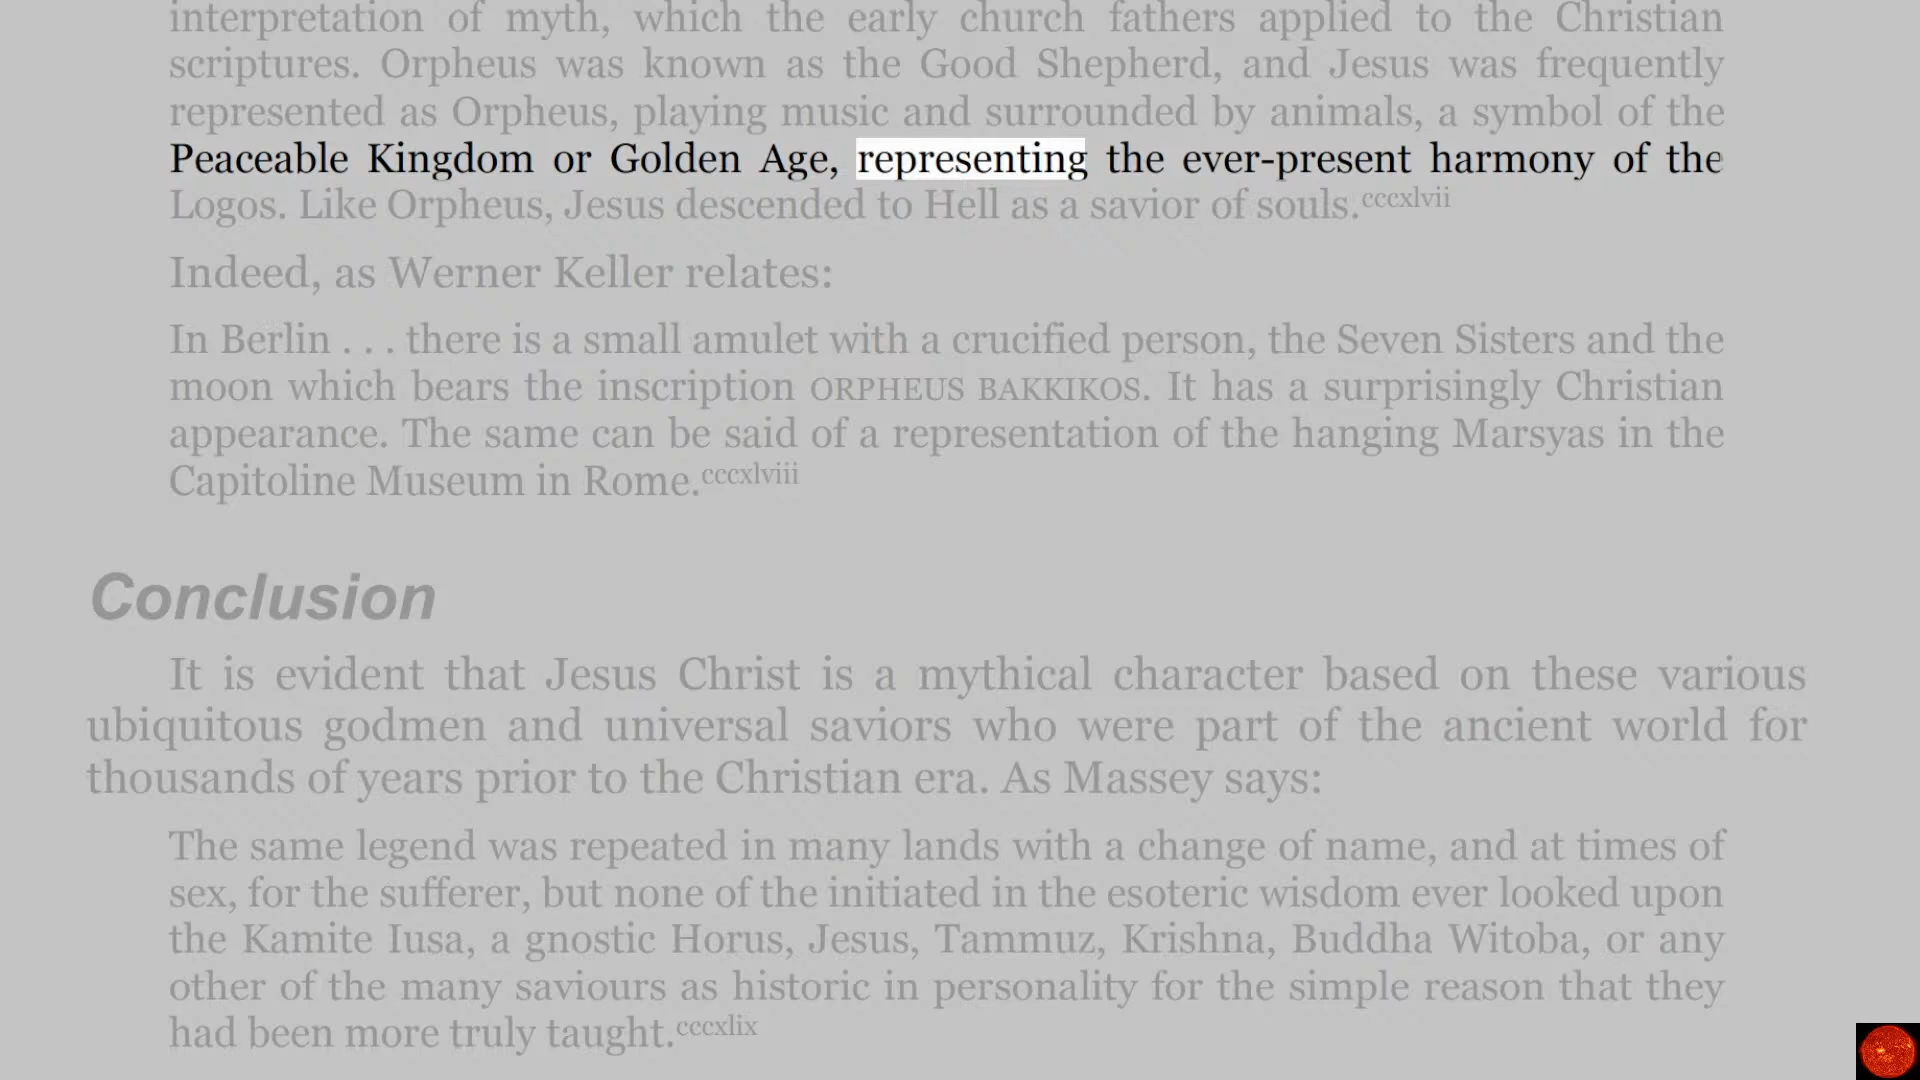 interpretation of myth, which the early church fathers applied to the Christian
scriptures. Orpheus was known as the Good Shepherd, and Jesus was frequently
represented as Orpheus, playing music and surrounded by animals, a symbol of the
Peaceable Kingdom or Golden Age, representing the ever-present harmony of the
Logos. Like Orpheus, Jesus descended to Hell as a savior of souls.cccxlvii
Indeed, as Werner Keller relates:
In Berlin . . . there is a small amulet with a crucified person, the Seven Sisters and the
moon which bears the inscription ORPHEUS BAKKIKOS. It has a surprisingly Christian
appearance. The same can be said of a representation of the hanging Marsyas in the
Capitoline Museum in Rome.cccxlviii
Conclusion
It is evident that Jesus Christ is a mythical character based on these various
ubiquitous godmen and universal saviors who were part of the ancient world for
thousands of years prior to the Christian era. As Massey says:
The same legend was repeated in many lands with a change of name, and at times of
sex, for the sufferer, but none of the initiated in the esoteric wisdom ever looked upon
the Kamite Iusa, a gnostic Horus, Jesus, Tammuz, Krishna, Buddha Witoba, or any
other of the many saviours as historic in personality for the simple reason that they
had been more truly taught.cccxlix